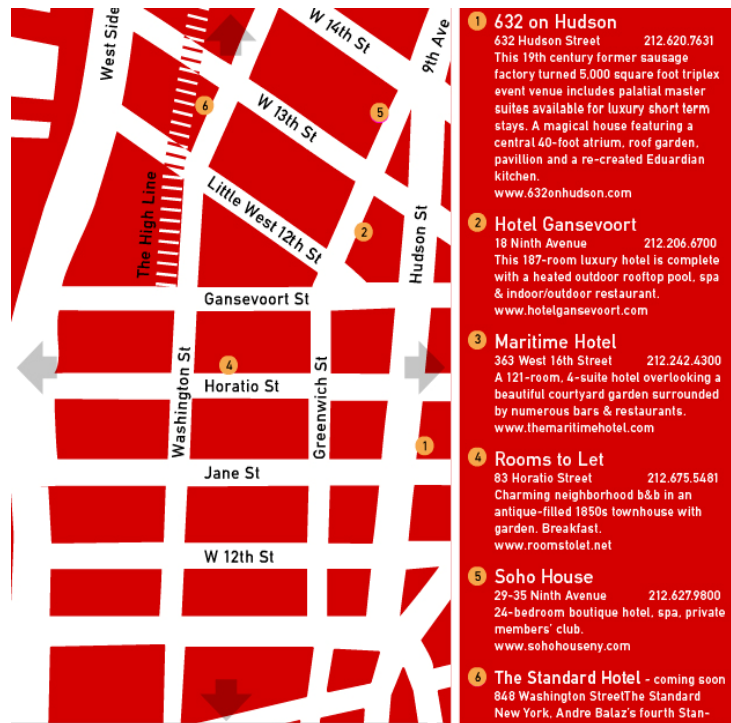 West Side
W 14th St
9th Ave
6
5
W 13th St
Little West 12th St
The High Line
2
Hudson St
Gansevoort St
Washington St
4
Greenwich St
Horatio St
1
Jane St
W 12th St
1 632 on Hudson
632 Hudson Street 212.620.7631
This 19th century former sausage
factory turned 5,000 square foot triplex
event venue includes palatial master
suites available for luxury short term
stays. A magical house featuring a
central 40-foot atrium, roof garden,
pavillion and a re-created Eduardian
kitchen.
www.632onhudson.com
2 Hotel Gansevoort
18 Ninth Avenue 212.206.6700
This 187-room luxury hotel is complete
with a heated outdoor rooftop pool, spa
& indoor/outdoor restaurant.
www.hotelgansevoort.com
3 Maritime Hotel
363 West 16th Street 212.242.4300
A 121-room, 4-suite hotel overlooking a
beautiful courtyard garden surrounded
by numerous bars & restaurants.
www.themaritimehotel.com
4 Rooms to Let
83 Horatio Street 212.675.5481
Charming neighborhood b&b in an
antique-filled 1850s townhouse with
garden. Breakfast.
www.roomstolet.net
5 Soho House
29-35 Ninth Avenue 212.627.9800
24-bedroom boutique hotel, spa, private
members' club.
www.sohohouseny.com
6 The Standard Hotel - coming soon
848 Washington StreetThe Standard
New York, Andre Balaz's fourth Stan-